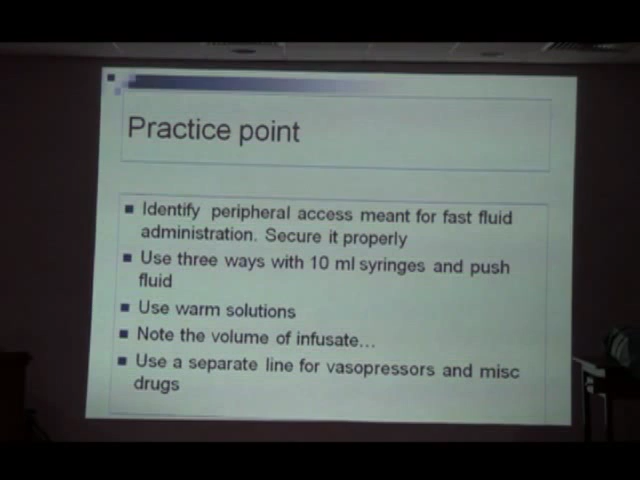 Practice point
Identify peripheral access meant for fast fluid
administration. Secure it properly
Use three ways with 10 ml syringes and push
fluid
Use warm solutions
Note the volume of infusate...
Use a separate line for vasopressors and misc
drugs